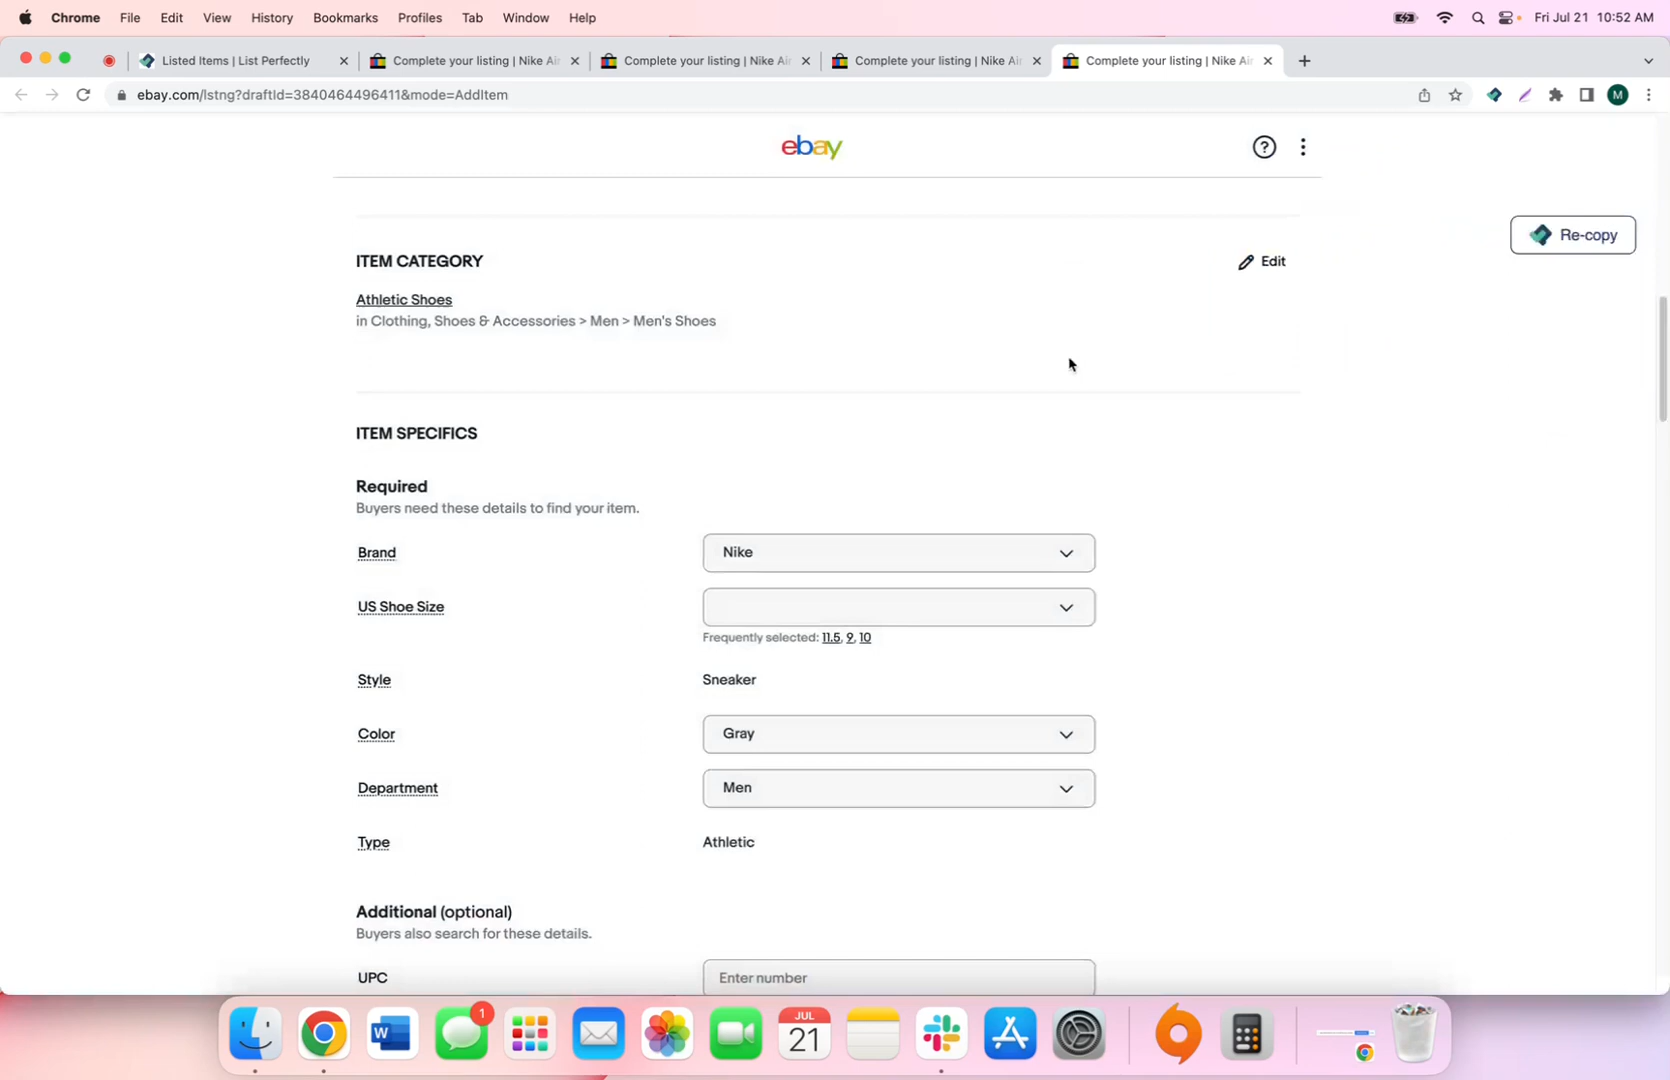 Chrome File Edit View History Bookmarks Profiles Tab Window Help Fri Jul 21 10:52 AM
Listed Items | List Perfectly Complete your listing | Nike Air Complete your listing | Nike Air Complete your listing | Nike Air Complete your listing | Nike Air
ebay.com/lstng?draftId=3840464496411&mode=AddItem M
ebay
Re-copy
ITEM CATEGORY Edit
Athletic Shoes
in Clothing, Shoes & Accessories > Men > Men's Shoes
ITEM SPECIFICS
Required
Buyers need these details to find your item.
Brand Nike
US Shoe Size
Frequently selected: 11.5, 9, 10
Style Sneaker
Color Gray
Department Men
Type Athletic
Additional (optional)
Buyers also search for these details.
UPC Enter number
1
W
JUL
21